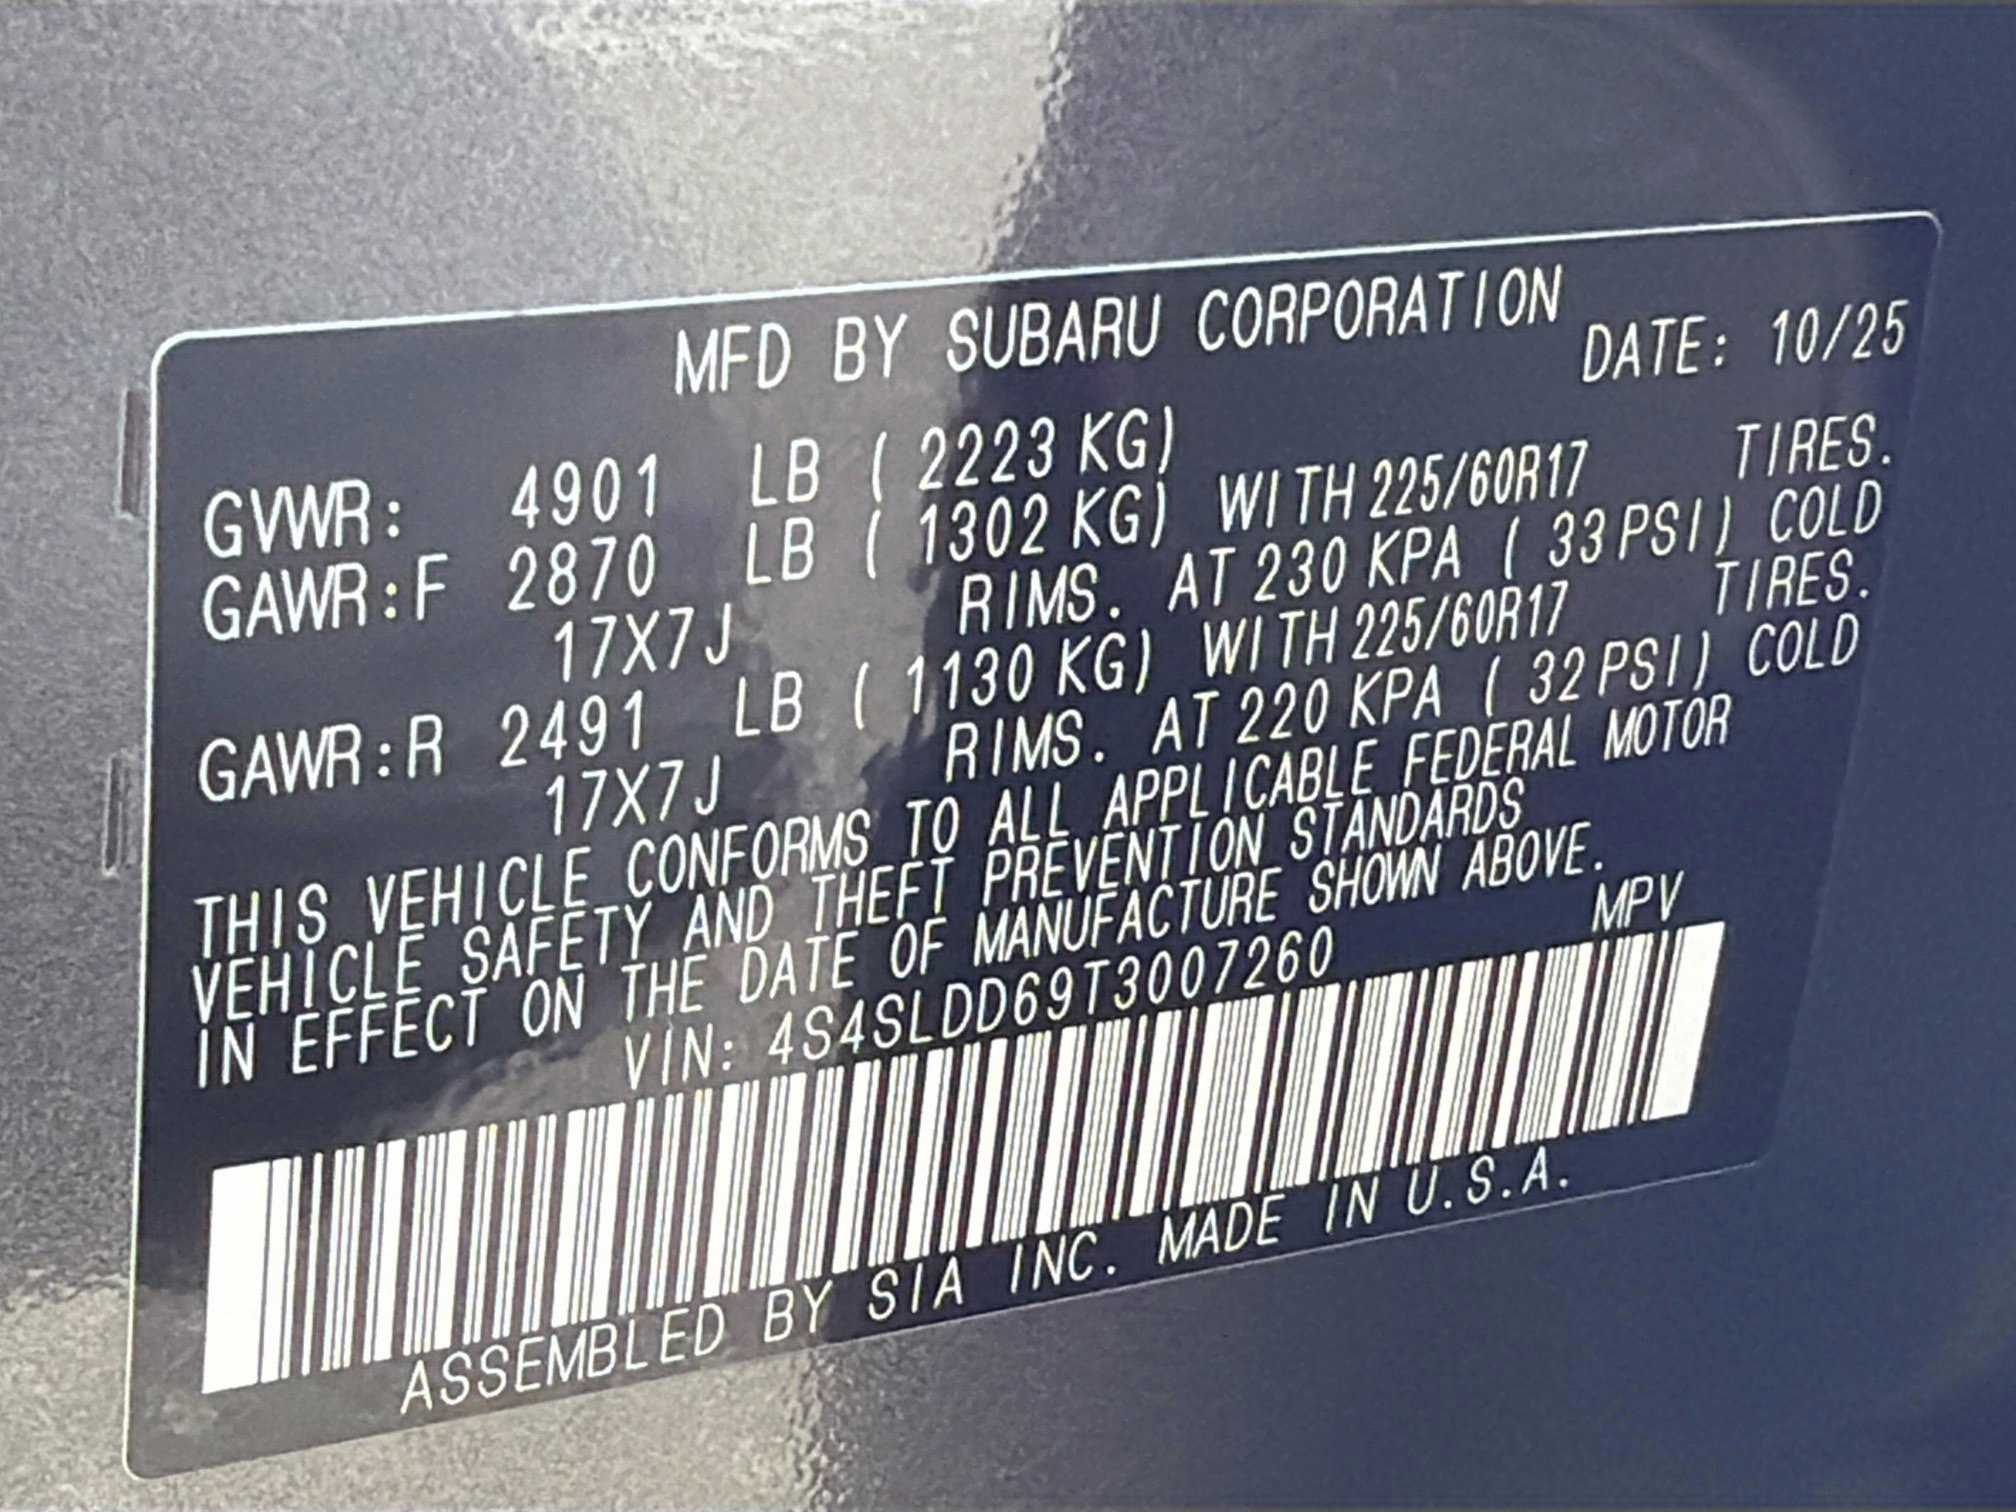 MFD BY SUBARU CORPORATION
DATE: 10/25
GVWR: 4901 LB ( 2223 KG)
GAWR:F 2870 LB ( 1302 KG) WITH 225/60R17 TIRES.
17X7J RIMS. AT 230 KPA ( 33 PSI) COLD
GAWR:R 2491 LB ( 1130 KG) WITH 225/60R17 TIRES.
17X7J RIMS. AT 220 KPA ( 32 PSI) COLD
THIS VEHICLE CONFORMS TO ALL APPLICABLE FEDERAL MOTOR
VEHICLE SAFETY AND THEFT PREVENTION STANDARDS
IN EFFECT ON THE DATE OF MANUFACTURE SHOWN ABOVE.
VIN: 4S4SLDD69T3007260 MPV
ASSEMBLED BY SIA INC. MADE IN U.S.A.